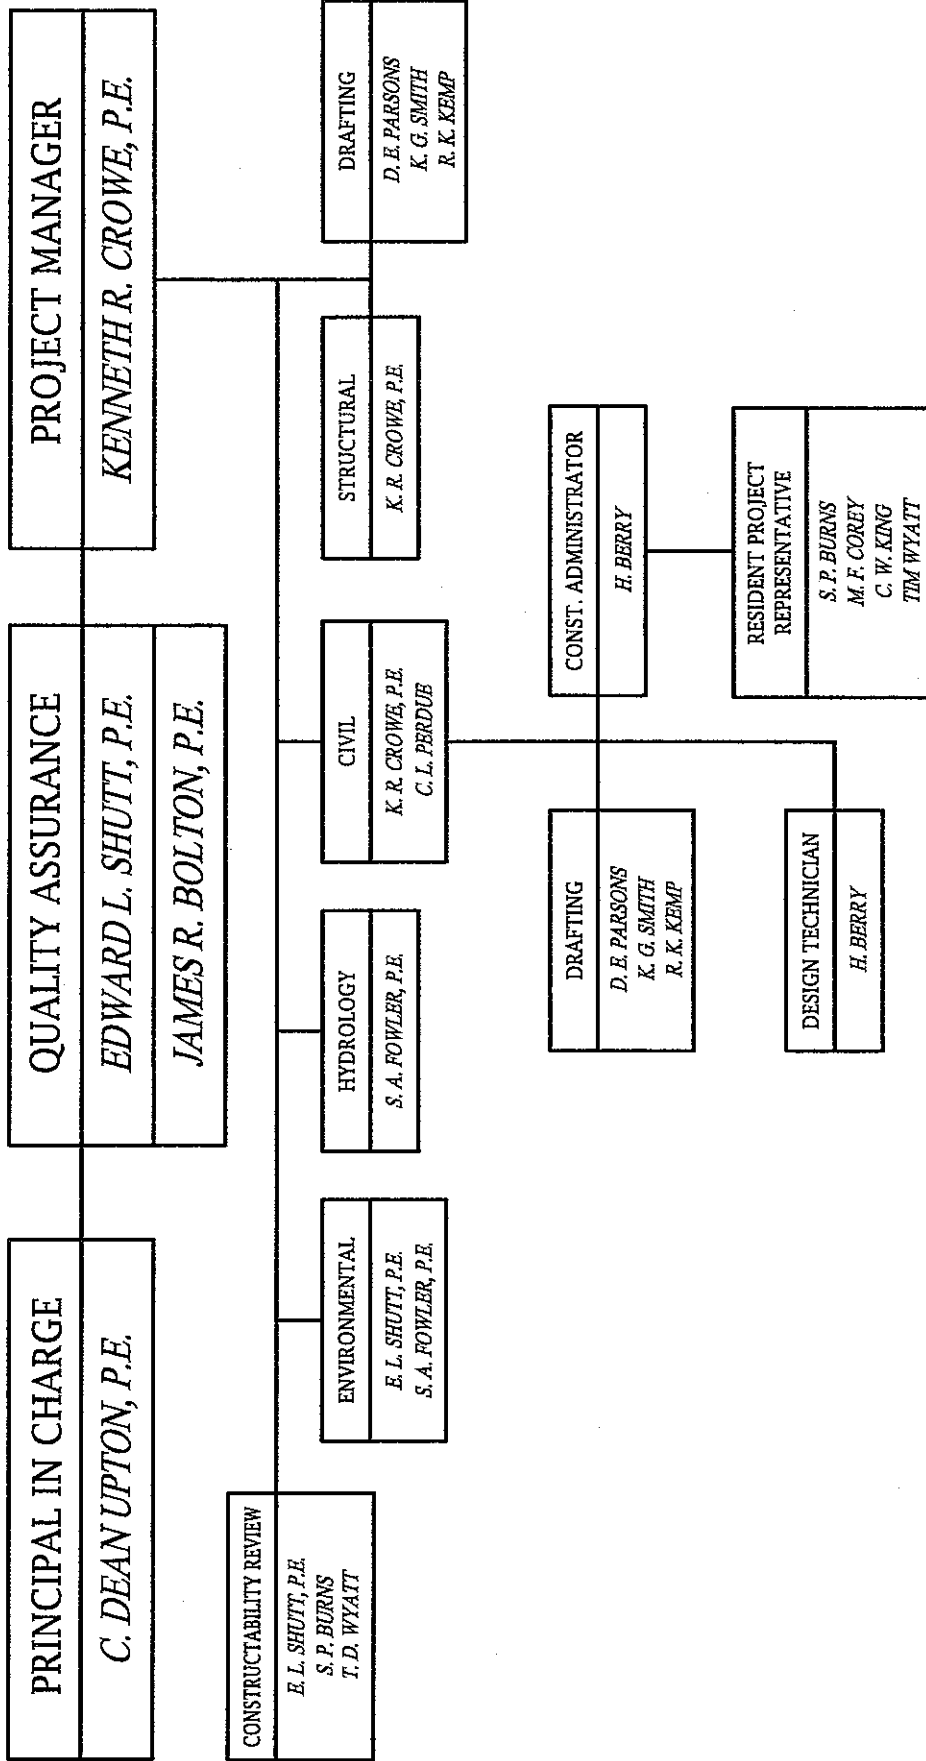 PRINCIPAL IN CHARGE
C. DEAN UPTON, P.E.
QUALITY ASSURANCE
EDWARD L. SHUTT, P.E.
JAMES R. BOLTON, P.E.
PROJECT MANAGER
KENNETH R. CROWE, P.E.
CONSTRUCTABILITY REVIEW
E. L. SHUTT, P.E.
S. P. BURNS
T. D. WYATT
ENVIRONMENTAL
E. L. SHUTT, P.E.
S. A. FOWLER, P.E.
HYDROLOGY
S. A. FOWLER, P.E.
CIVIL
K. R. CROWE, P.E.
C. L. PERDUE
STRUCTURAL
K. R. CROWE, P.E.
DRAFTING
D. E. PARSONS
K. G. SMITH
R. K. KEMP
DRAFTING
D. E. PARSONS
K. G. SMITH
R. K. KEMP
CONST. ADMINISTRATOR
H. BERRY
DESIGN TECHNICIAN
H. BERRY
RESIDENT PROJECT
REPRESENTATIVE
S. P. BURNS
M. F. COREY
C. W. KING
TIM WYATT